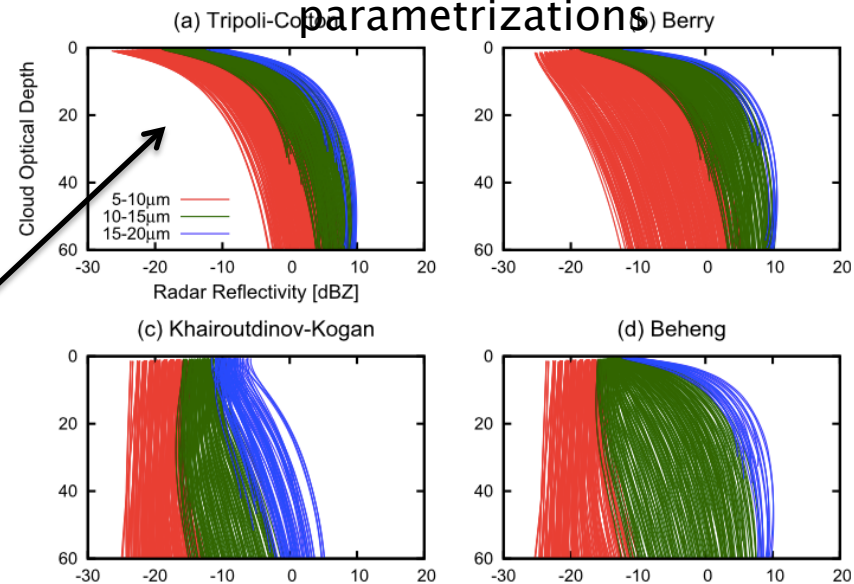 parametrizations
(a) Tripoli-Cotton
(b) Berry
0
20
40
60
Cloud Optical Depth
5-10μm
10-15μm
15-20μm
-30 -20 -10 0 10 20
Radar Reflectivity [dBZ]
0
20
40
60
-30 -20 -10 0 10 20
(c) Khairoutdinov-Kogan
(d) Beheng
0
20
40
60
-30 -20 -10 0 10 20
0
20
40
60
-30 -20 -10 0 10 20